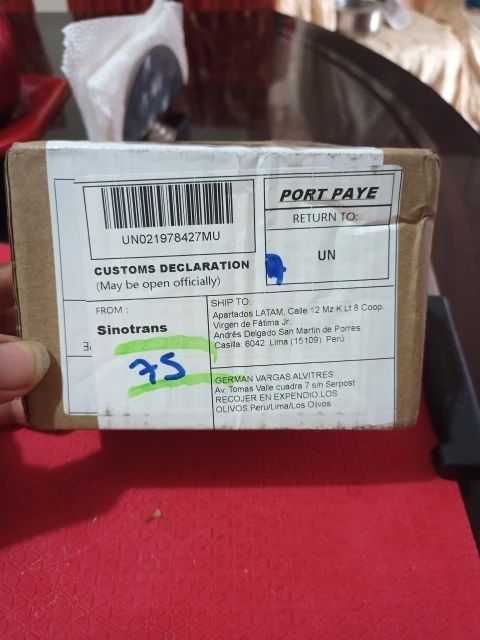 UN021978427MU
CUSTOMS DECLARATION
(May be open officially)
PORT PAYE
RETURN TO:
UN
FROM :
Sinotrans
75
SHIP TO:
Apartados LATAM, Calle 12 Mz K Lt 8 Coop.
Virgen de Fátima Jr.
Andrés Delgado San Martin de Porres.
Casilla: 6042. Lima (15109). Perú
GERMAN VARGAS ALVITRES
Av. Tomas Valle cuadra 7 s/n Serpost
RECOJER EN EXPENDIO LOS
OLIVOS Peru/Lima/Los Olivos